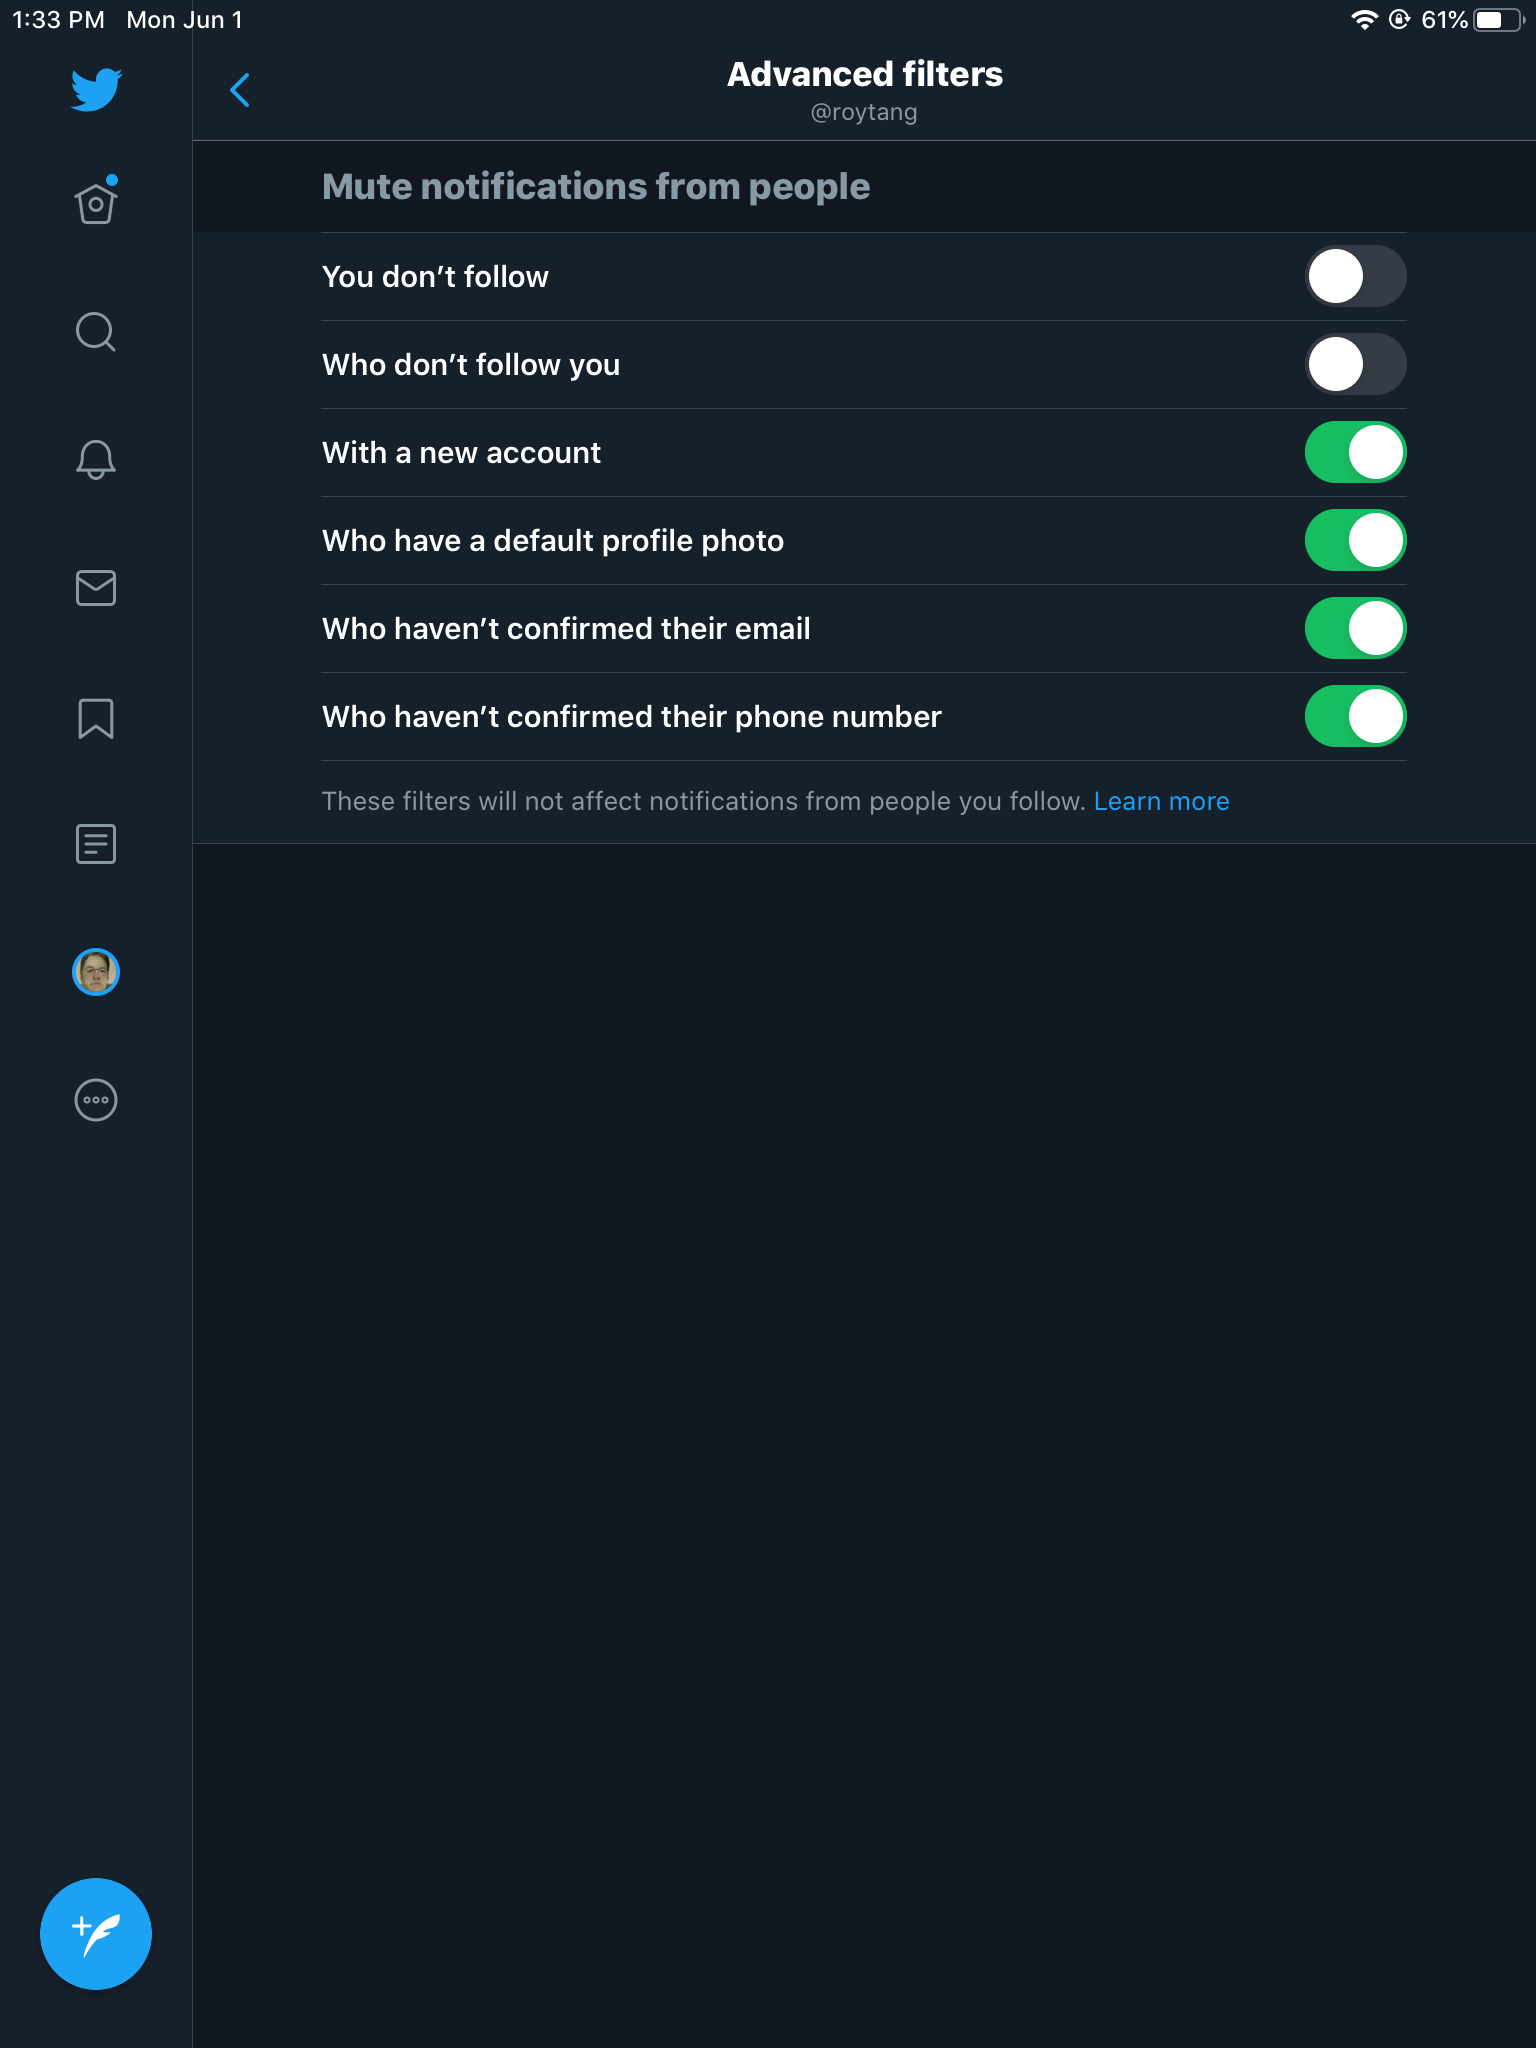 1:33 PM Mon Jun 1 61%
Advanced filters
@roytang
Mute notifications from people
You don’t follow
Who don’t follow you
With a new account
Who have a default profile photo
Who haven’t confirmed their email
Who haven’t confirmed their phone number
These filters will not affect notifications from people you follow. Learn more